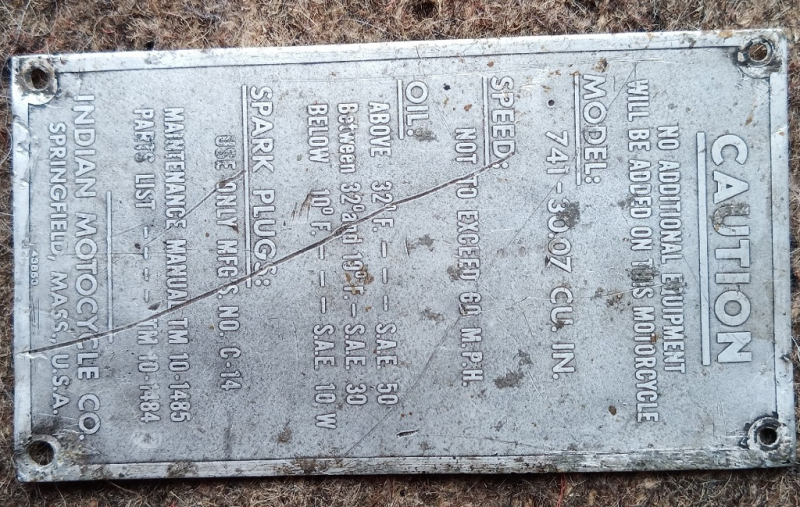 CAUTION
NO ADDITIONAL EQUIPMENT
WILL BE ADDED ON THIS MOTORCYCLE
MODEL:
741-30.07 CU. IN.
SPEED:
NOT TO EXCEED 60 M.P.H.
OIL:
ABOVE 32°F. - - - SAE 50
Between 32° and 19°F. - SAE 30
BELOW 10°F. - - - SAE 10 W
SPARK PLUGS:
USE ONLY MFG'S. NO. C-14
MAINTENANCE MANUAL TM 10-1485
PARTS LIST - - - - TM 10-1484
INDIAN MOTOCYCLE CO.
SPRINGFIELD, MASS., U.S.A.